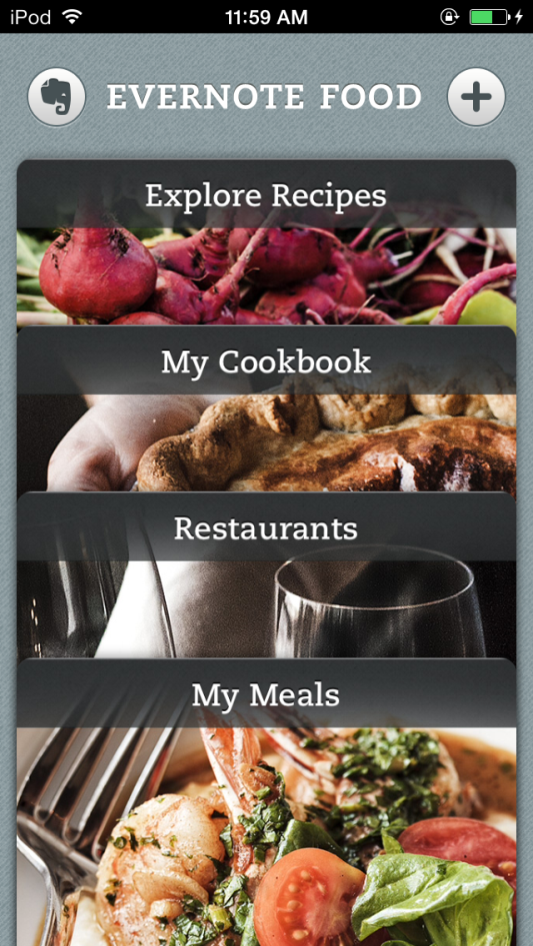 iPod 11:59 AM
EVERNOTE FOOD
Explore Recipes
My Cookbook
Restaurants
My Meals